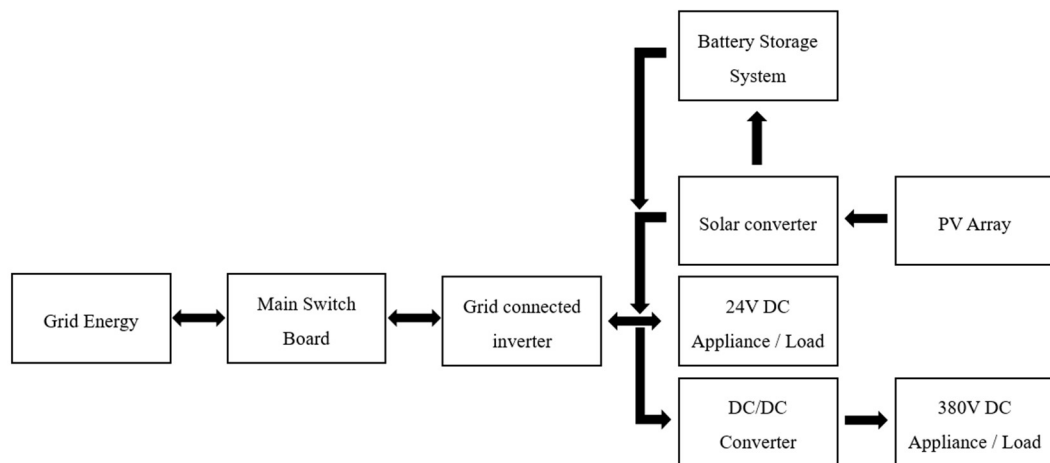 Battery Storage
System
Solar converter
PV Array
Grid Energy
Main Switch
Board
Grid connected
inverter
24V DC
Appliance / Load
DC/DC
Converter
380V DC
Appliance / Load